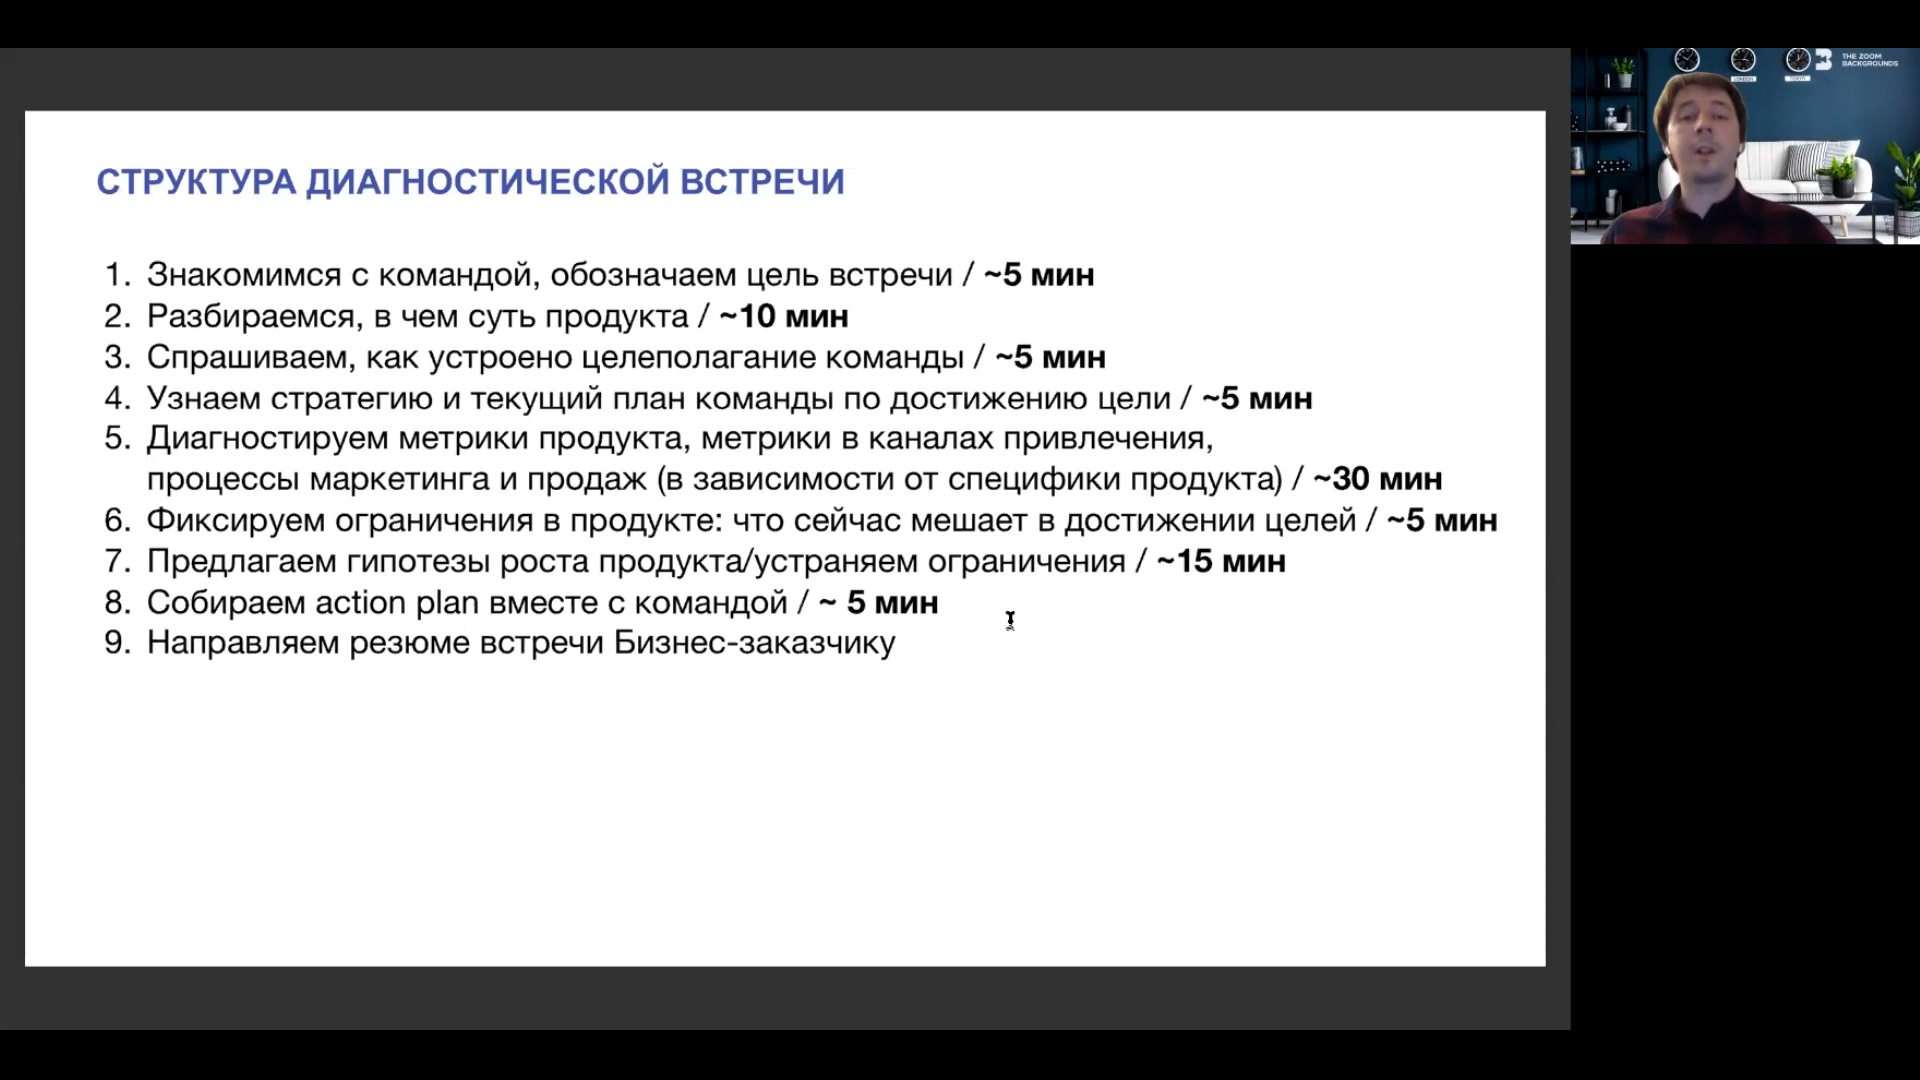 СТРУКТУРА ДИАГНОСТИЧЕСКОЙ ВСТРЕЧИ
1. Знакомимся с командой, обозначаем цель встречи / ~5 мин
2. Разбираемся, в чем суть продукта / ~10 мин
3. Спрашиваем, как устроено целеполагание команды / ~5 мин
4. Узнаем стратегию и текущий план команды по достижению цели / ~5 мин
5. Диагностируем метрики продукта, метрики в каналах привлечения,
процессы маркетинга и продаж (в зависимости от специфики продукта) / ~30 мин
6. Фиксируем ограничения в продукте: что сейчас мешает в достижении целей / ~5 мин
7. Предлагаем гипотезы роста продукта/устраняем ограничения / ~15 мин
8. Собираем action plan вместе с командой / ~ 5 мин
9. Направляем резюме встречи Бизнес-заказчику
THE ZOOM
BACKGROUNDS